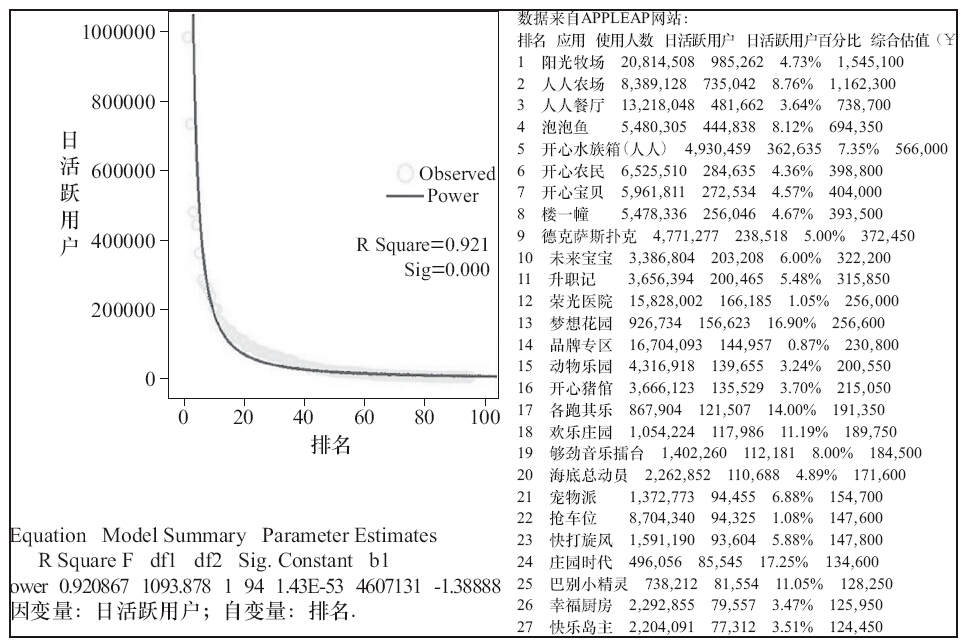 1000000
800000
600000
400000
200000
0
日活跃用户
Observed
Power
R Square=0.921
Sig=0.000
0 20 40 60 80 100
排名
Equation Model Summary Parameter Estimates
R Square F df1 df2 Sig. Constant b1
ower 0.920867 1093.878 1 94 1.43E-53 4607131 -1.38888
因变量：日活跃用户；自变量：排名.
数据来自APPLEAP网站：
排名 应用 使用人数 日活跃用户 日活跃用户百分比 综合估值（¥
1 阳光牧场 20,814,508 985,262 4.73% 1,545,100
2 人人农场 8,389,128 735,042 8.76% 1,162,300
3 人人餐厅 13,218,048 481,662 3.64% 738,700
4 泡泡鱼 5,480,305 444,838 8.12% 694,350
5 开心水族箱(人人) 4,930,459 362,635 7.35% 566,000
6 开心农民 6,525,510 284,635 4.36% 398,800
7 开心宝贝 5,961,811 272,534 4.57% 404,000
8 楼一幢 5,478,336 256,046 4.67% 393,500
9 德克萨斯扑克 4,771,277 238,518 5.00% 372,450
10 未来宝宝 3,386,804 203,208 6.00% 322,200
11 升职记 3,656,394 200,465 5.48% 315,850
12 荣光医院 15,828,002 166,185 1.05% 256,000
13 梦想花园 926,734 156,623 16.90% 256,600
14 品牌专区 16,704,093 144,957 0.87% 230,800
15 动物乐园 4,316,918 139,655 3.24% 200,550
16 开心猪倌 3,666,123 135,529 3.70% 215,050
17 各跑其乐 867,904 121,507 14.00% 191,350
18 欢乐庄园 1,054,224 117,986 11.19% 189,750
19 够劲音乐擂台 1,402,260 112,181 8.00% 184,500
20 海底总动员 2,262,852 110,688 4.89% 171,600
21 宠物派 1,372,773 94,455 6.88% 154,700
22 抢车位 8,704,340 94,325 1.08% 147,600
23 快打旋风 1,591,190 93,604 5.88% 147,800
24 庄园时代 496,056 85,545 17.25% 134,600
25 巴别小精灵 738,212 81,554 11.05% 128,250
26 幸福厨房 2,292,855 79,557 3.47% 125,950
27 快乐岛主 2,204,091 77,312 3.51% 124,450